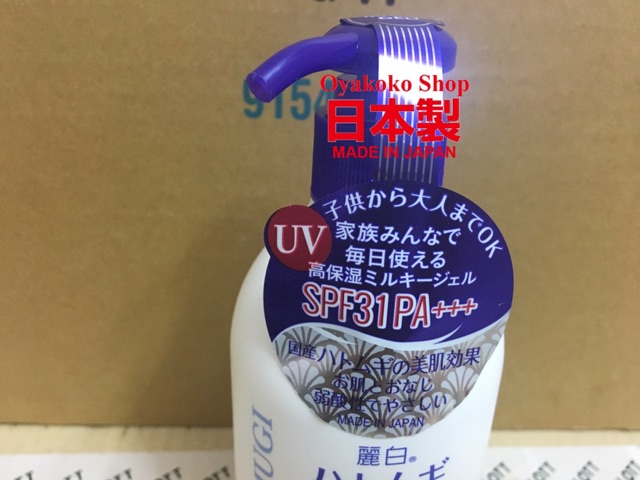 9154
Oyakoko Shop
日本製
MADE IN JAPAN
子供から大人までOK
UV
家族みんなで
毎日使える
高保湿ミルキージェル
SPF31PA+++
国産ハトムギの美肌効果
お肌とおなじ
弱酸性でやさしい
MADE IN JAPAN
麗白®
ハトムギ
UGI